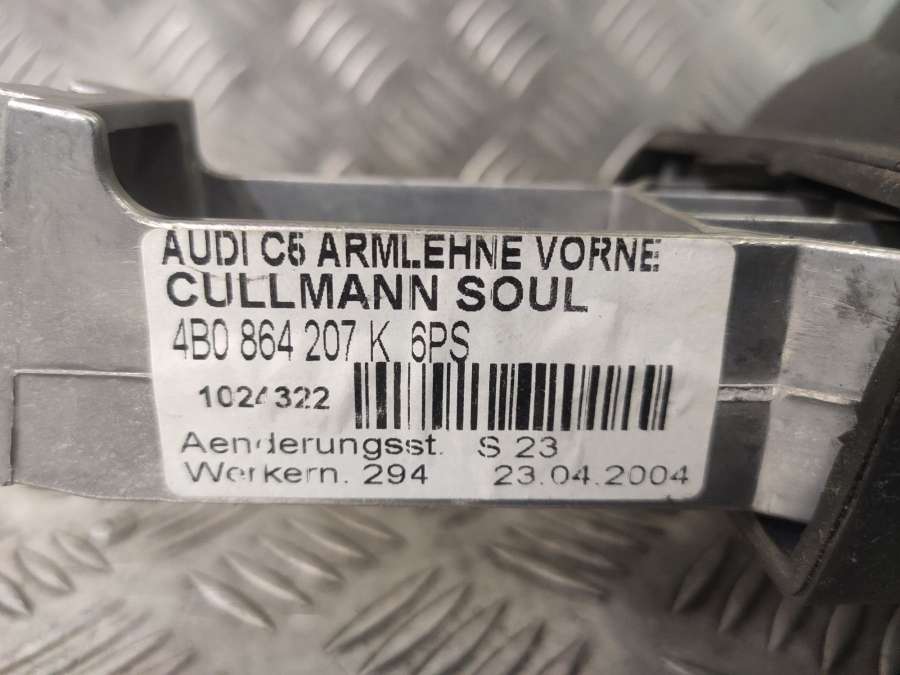 AUDI C5 ARMLEHNE VORNE
CULLMANN SOUL
4B0 864 207 K 6PS
1024322
Aenderungsst. S 23
Werkern. 294 23.04.2004